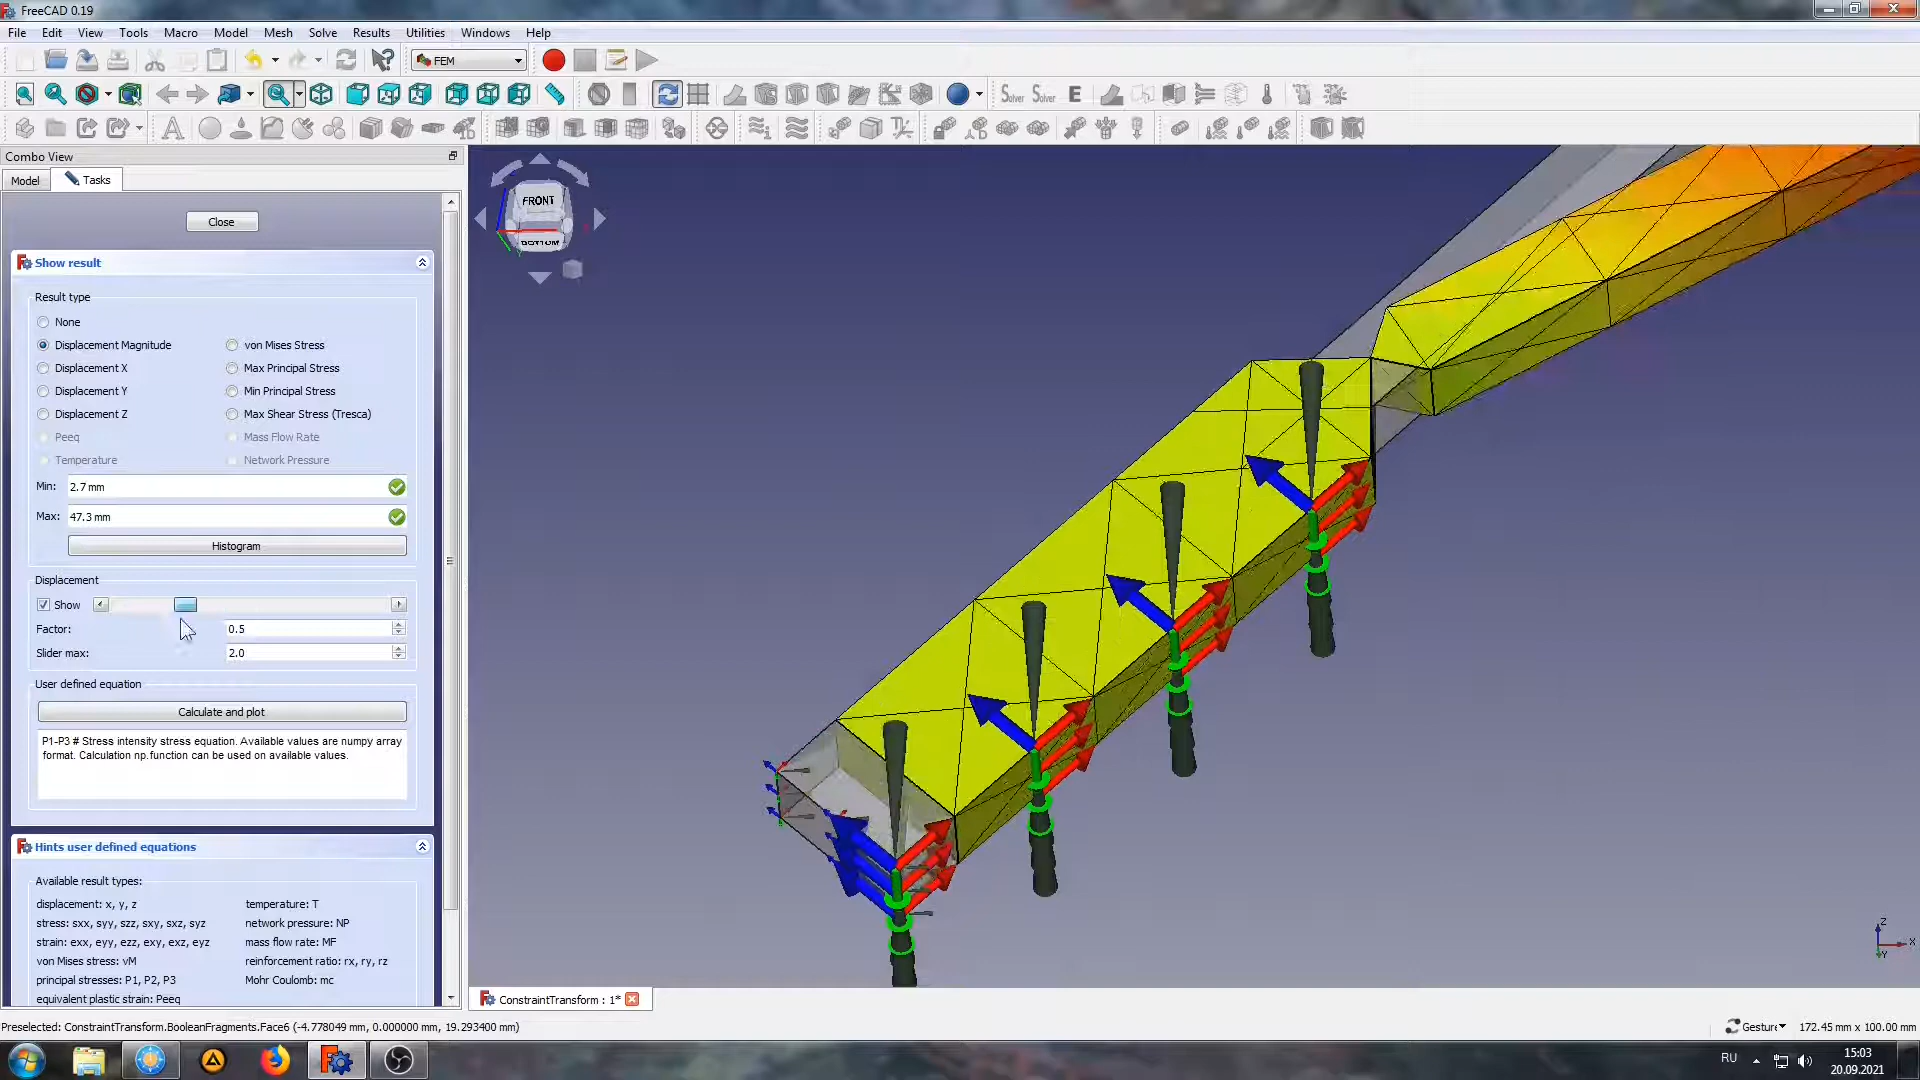 FreeCAD 0.19
File Edit View Tools Macro Model Mesh Solve Results Utilities Windows Help
FEM
Solver Solver E
Combo View
Model Tasks
Close
Show result
Result type
None
Displacement Magnitude von Mises Stress
Displacement X Max Principal Stress
Displacement Y Min Principal Stress
Displacement Z Max Shear Stress (Tresca)
Peeq Mass Flow Rate
Temperature Network Pressure
Min: 2.7 mm
Max: 47.3 mm
Histogram
Displacement
Show
Factor: 0.5
Slider max: 2.0
User defined equation
Calculate and plot
P1-P3 # Stress intensity stress equation. Available values are numpy array
format. Calculation np.function can be used on available values.
Hints user defined equations
Available result types:
displacement: x, y, z temperature: T
stress: sxx, syy, szz, sxy, sxz, syz network pressure: NP
strain: exx, eyy, ezz, exy, exz, eyz mass flow rate: MF
von Mises stress: vM reinforcement ratio: rx, ry, rz
principal stresses: P1, P2, P3 Mohr Coulomb: mc
equivalent plastic strain: Peeq
FRONT
BOTTOM
Z
X
Y
ConstraintTransform : 1*
Preselected: ConstraintTransform.BooleanFragments.Face6 (-4.778049 mm, 0.000000 mm, 19.293400 mm)
Gesture 172.45 mm x 100.00 mm
RU
15:03
20.09.2021